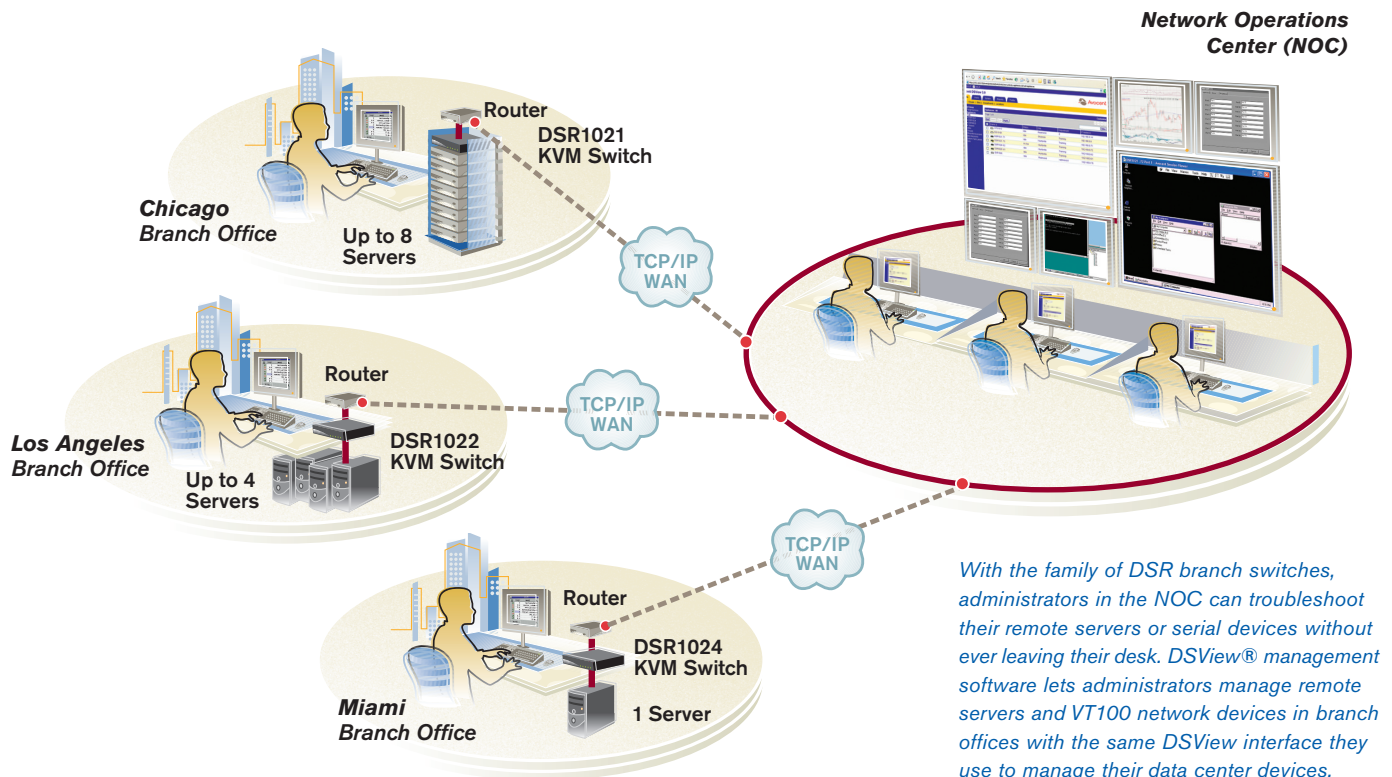 Network Operations
Center (NOC)
Router
DSR1021
KVM Switch
Chicago
Branch Office
Up to 8
Servers
TCP/IP
WAN
Router
DSR1022
KVM Switch
Los Angeles
Branch Office
Up to 4
Servers
TCP/IP
WAN
Router
DSR1024
KVM Switch
1 Server
Miami
Branch Office
TCP/IP
WAN
With the family of DSR branch switches,
administrators in the NOC can troubleshoot
their remote servers or serial devices without
ever leaving their desk. DSView® management
software lets administrators manage remote
servers and VT100 network devices in branch
offices with the same DSView interface they
use to manage their data center devices.